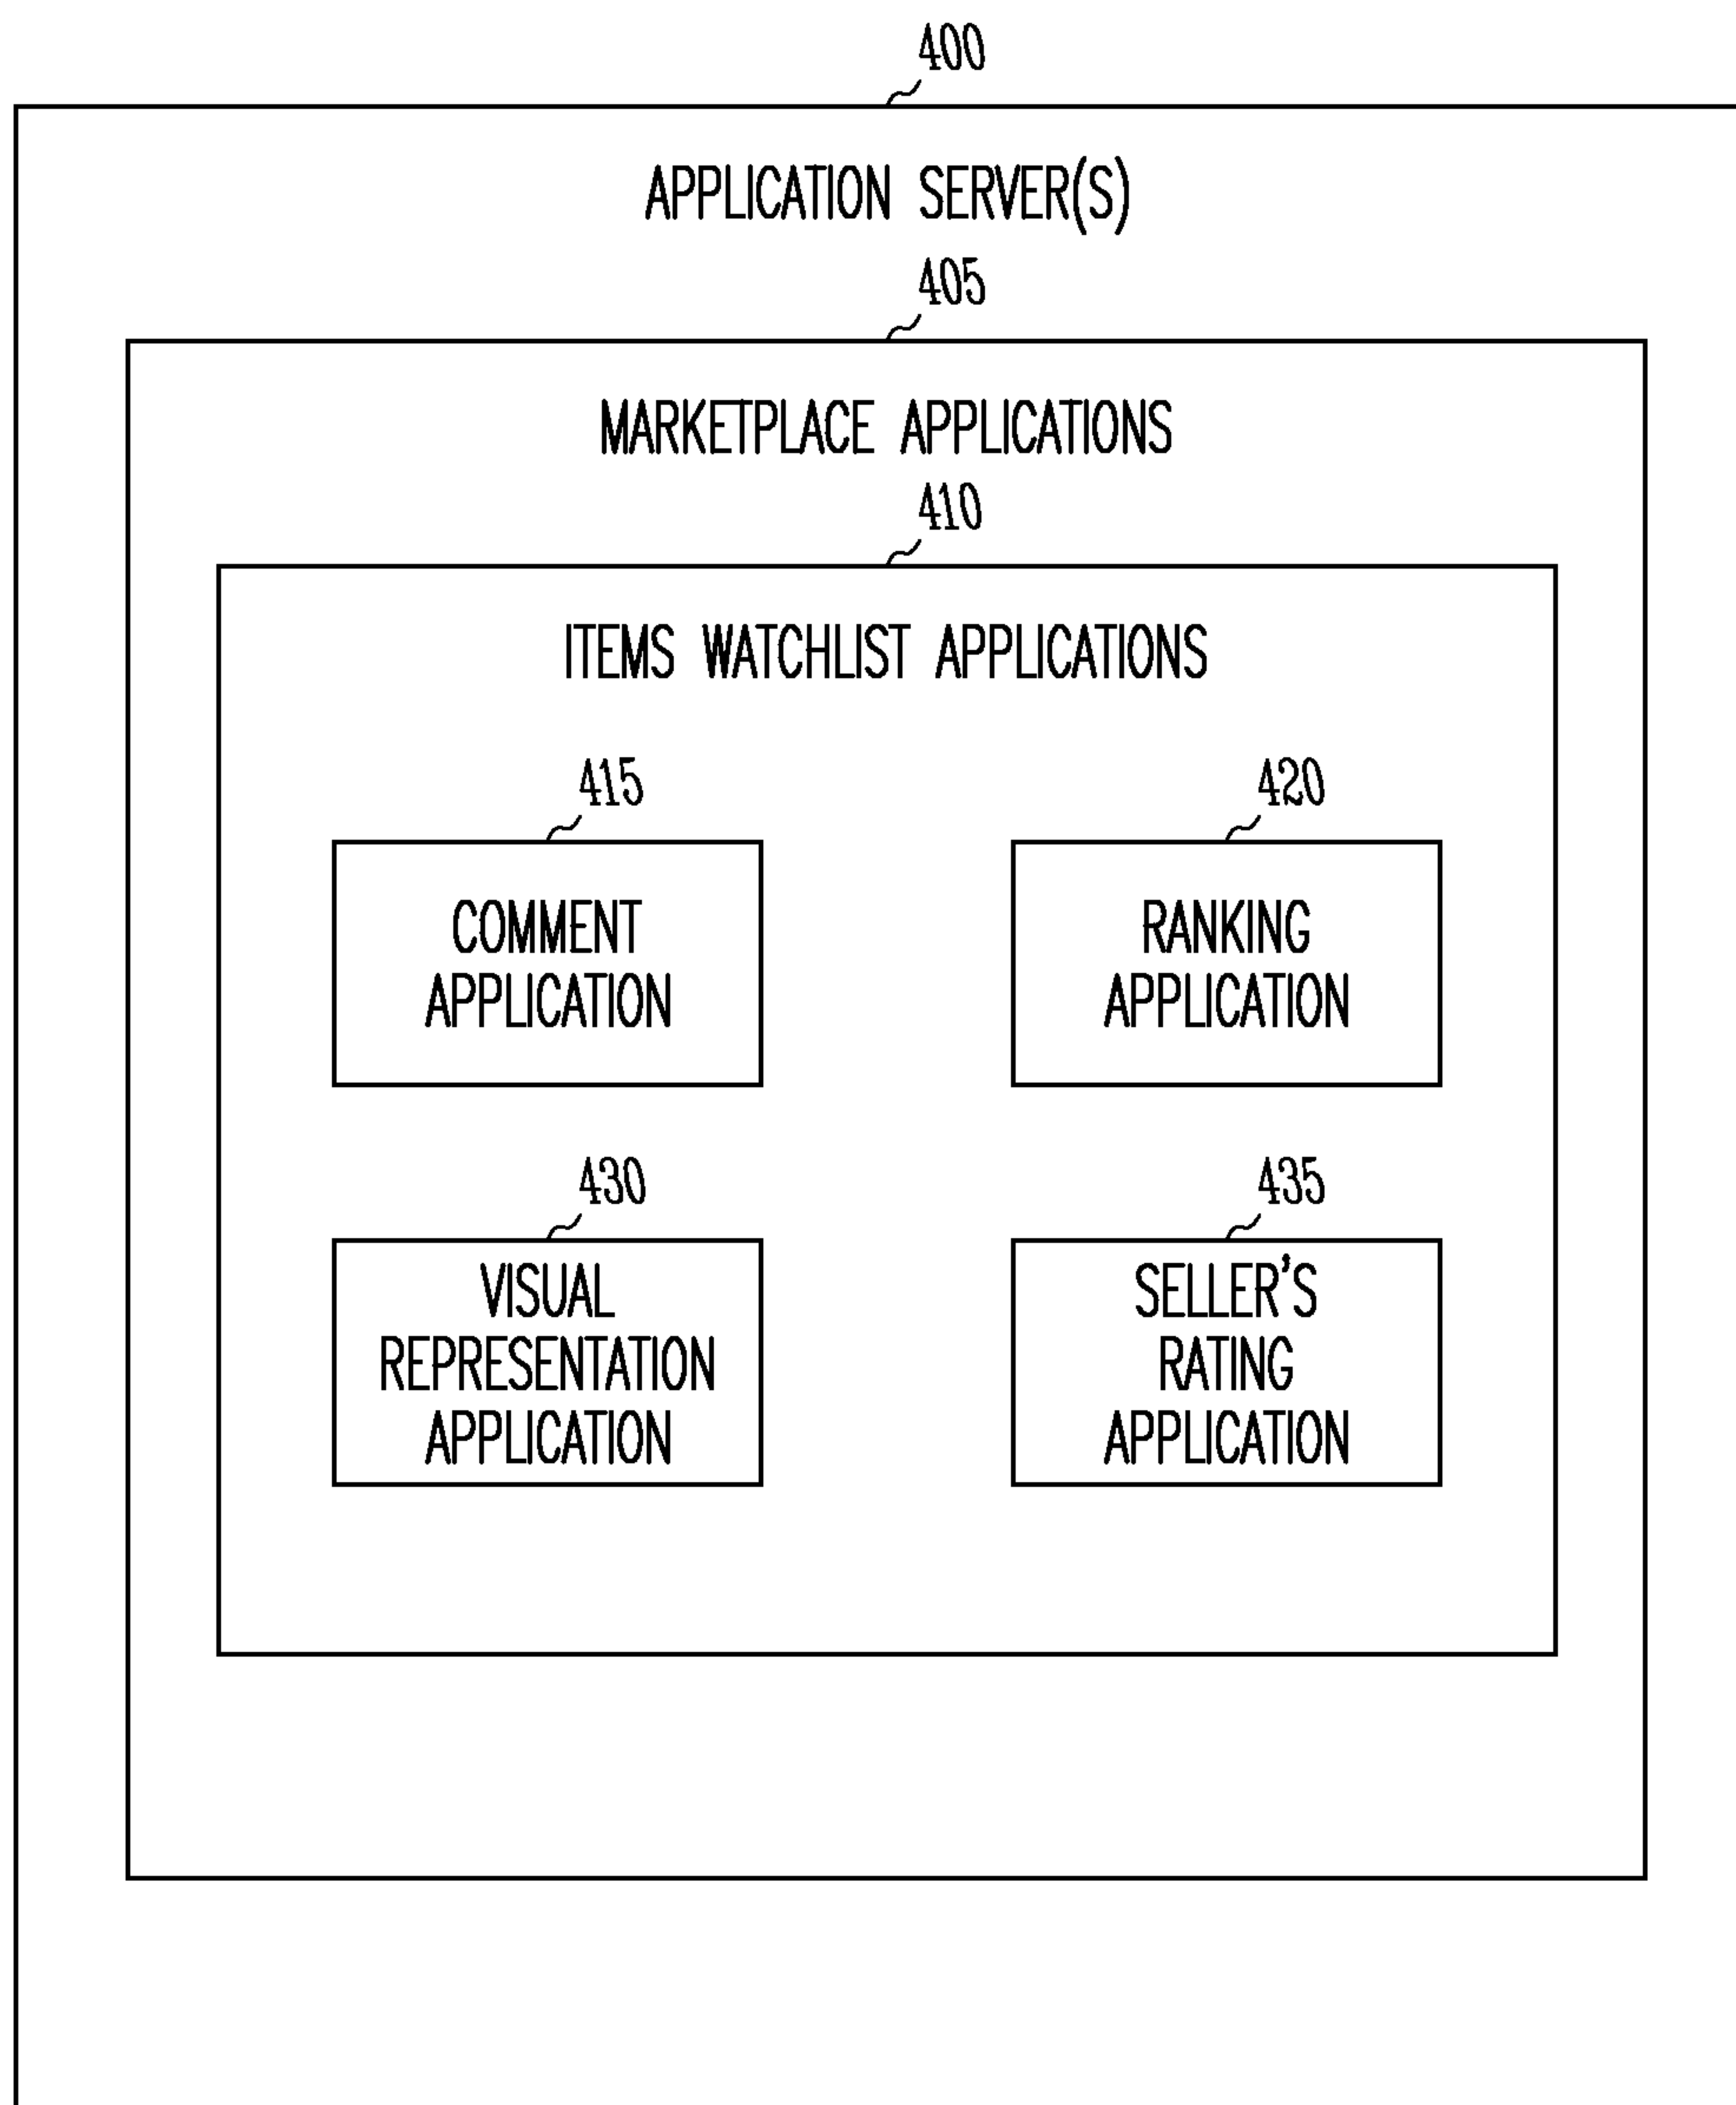 400
APPLICATION SERVER(S)
405
MARKETPLACE APPLICATIONS
410
ITEMS WATCHLIST APPLICATIONS
415
COMMENT
APPLICATION
420
RANKING
APPLICATION
430
VISUAL
REPRESENTATION
APPLICATION
435
SELLER'S
RATING
APPLICATION